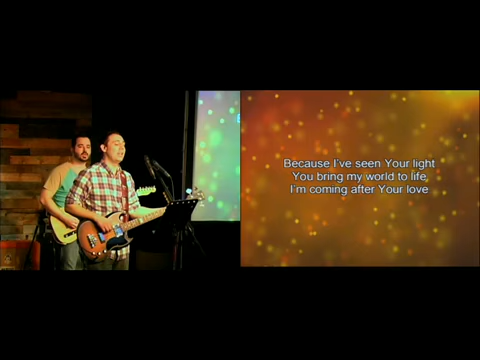 Because I've seen Your light
You bring my world to life,
I'm coming after Your love